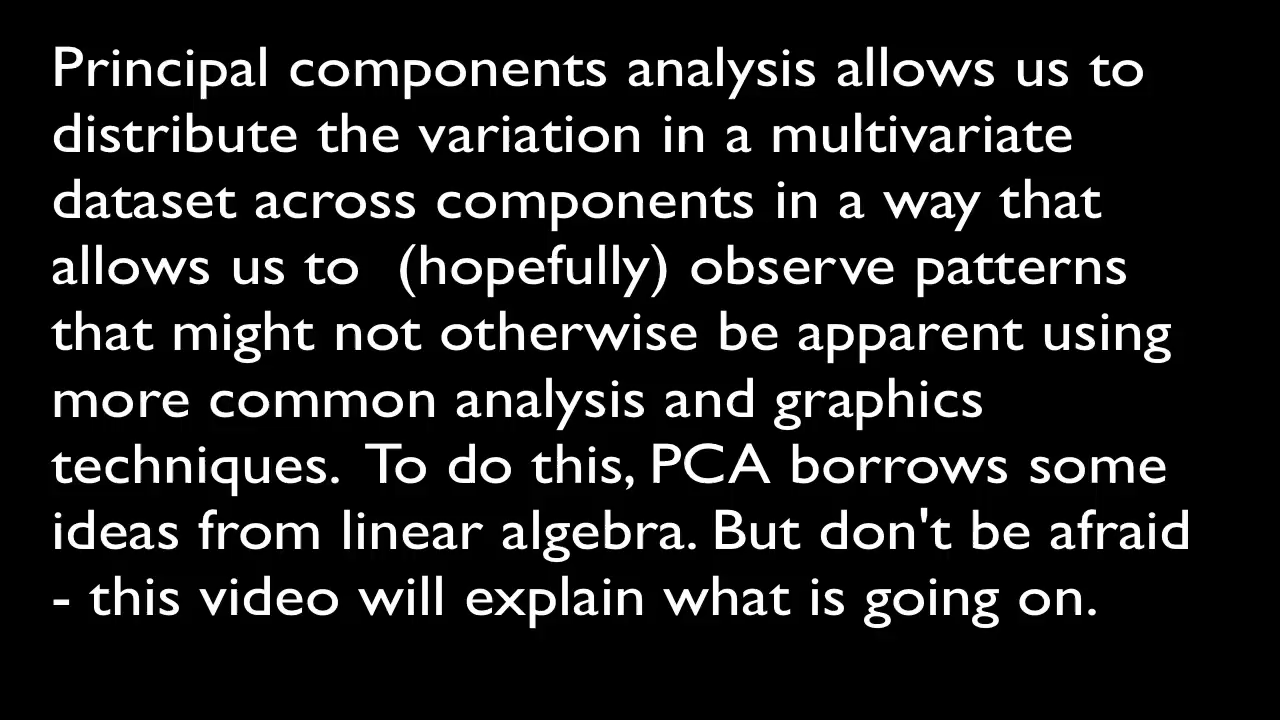 Principal components analysis allows us to
distribute the variation in a multivariate
dataset across components in a way that
allows us to  (hopefully) observe patterns
that might not otherwise be apparent using
more common analysis and graphics
techniques.  To do this, PCA borrows some
ideas from linear algebra. But don't be afraid
- this video will explain what is going on.